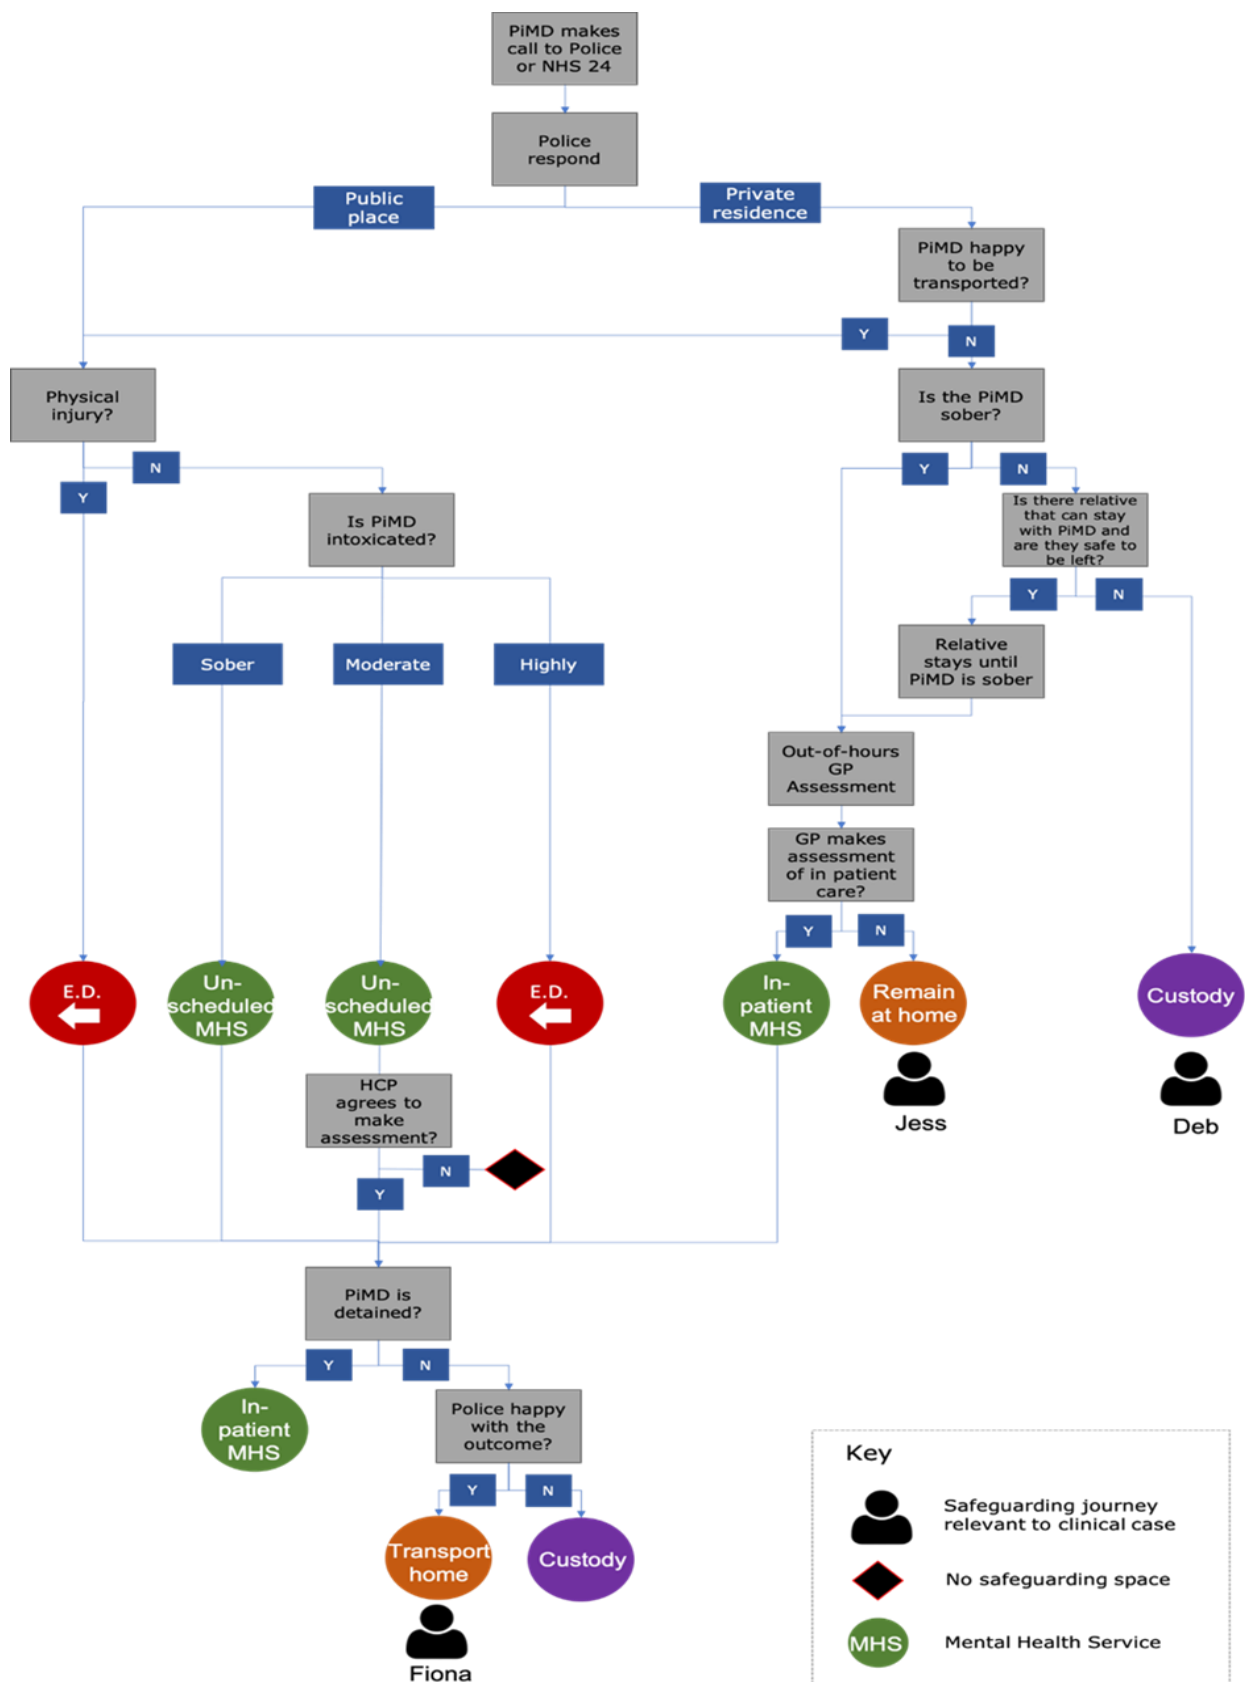 PiMD makes
call to Police
or NHS 24
Police
respond
Public
place
Private
residence
PiMD happy
to be
transported?
Y
N
Physical
injury?
Is the PiMD
sober?
N
Y
Y
N
Is PiMD
intoxicated?
Is there relative
that can stay
with PiMD and
are they safe to
be left?
Y
N
Sober
Moderate
Highly
Relative
stays until
PiMD is sober
Out-of-hours
GP
Assessment
GP makes
assessment
of in patient
care?
Y
N
E.D.
Un-
scheduled
MHS
Un-
scheduled
MHS
E.D.
In-
patient
MHS
Remain
at home
Custody
Jess
Deb
HCP
agrees to
make
assessment?
N
Y
PiMD is
detained?
Y
N
In-
patient
MHS
Police happy
with the
outcome?
Y
N
Transport
home
Custody
Fiona
Key
Safeguarding journey
relevant to clinical case
No safeguarding space
MHS
Mental Health Service